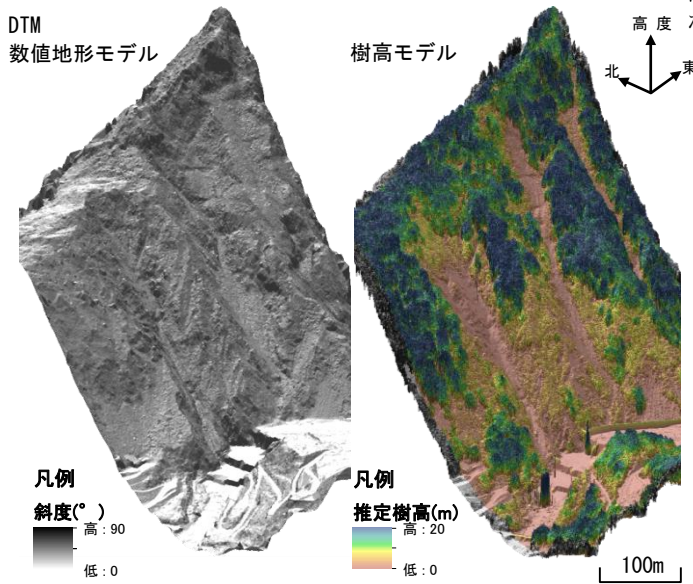 DTM
数値地形モデル
樹高モデル
高度
北
東
凡例
斜度(°)
高:90
低:0
凡例
推定樹高(m)
高:20
低:0
100m